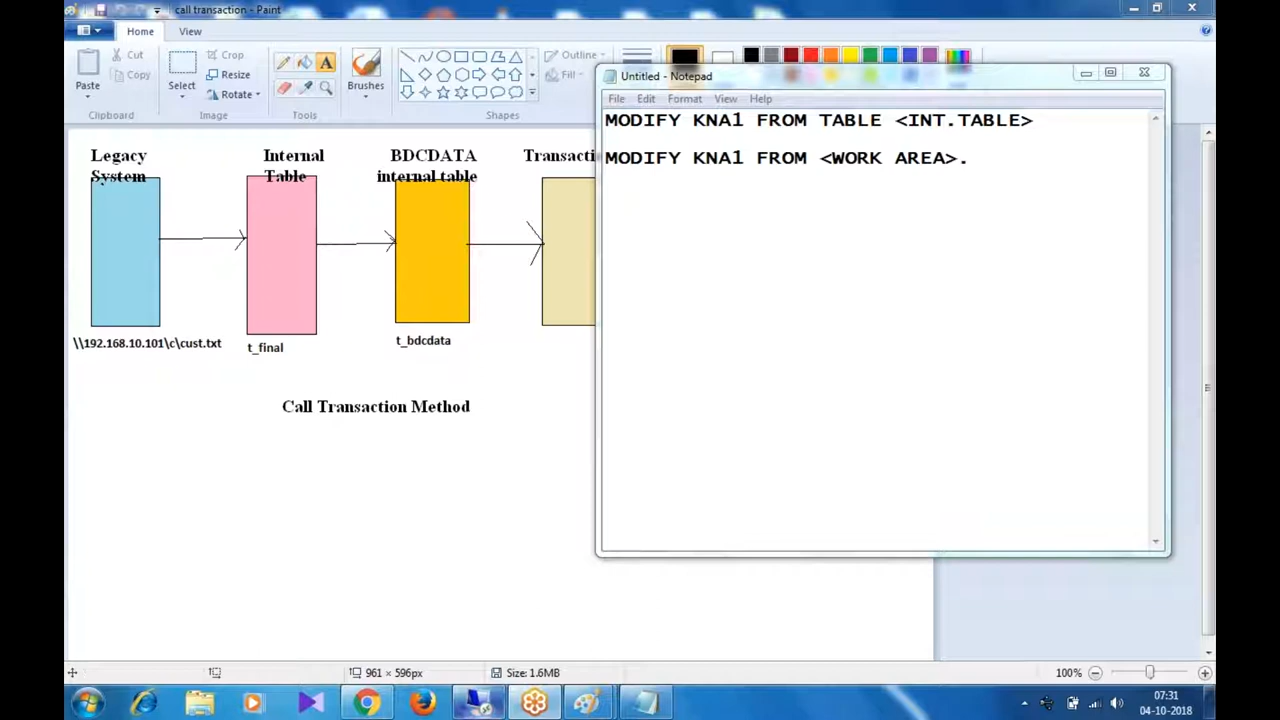 call transaction - Paint
Home
View
Paste
Cut
Copy
Clipboard
Select
Crop
Resize
Rotate
Image
Tools
Brushes
Shapes
Outline
Fill
Untitled - Notepad
File Edit Format View Help
MODIFY KNA1 FROM TABLE <INT.TABLE>
MODIFY KNA1 FROM <WORK AREA>.
Legacy
System
Internal
Table
BDCDATA
internal table
\\192.168.10.101\c\cust.txt
t_final
t_bdcdata
Call Transaction Method
961 × 596px
Size: 1.6MB
100%
07:31
04-10-2018